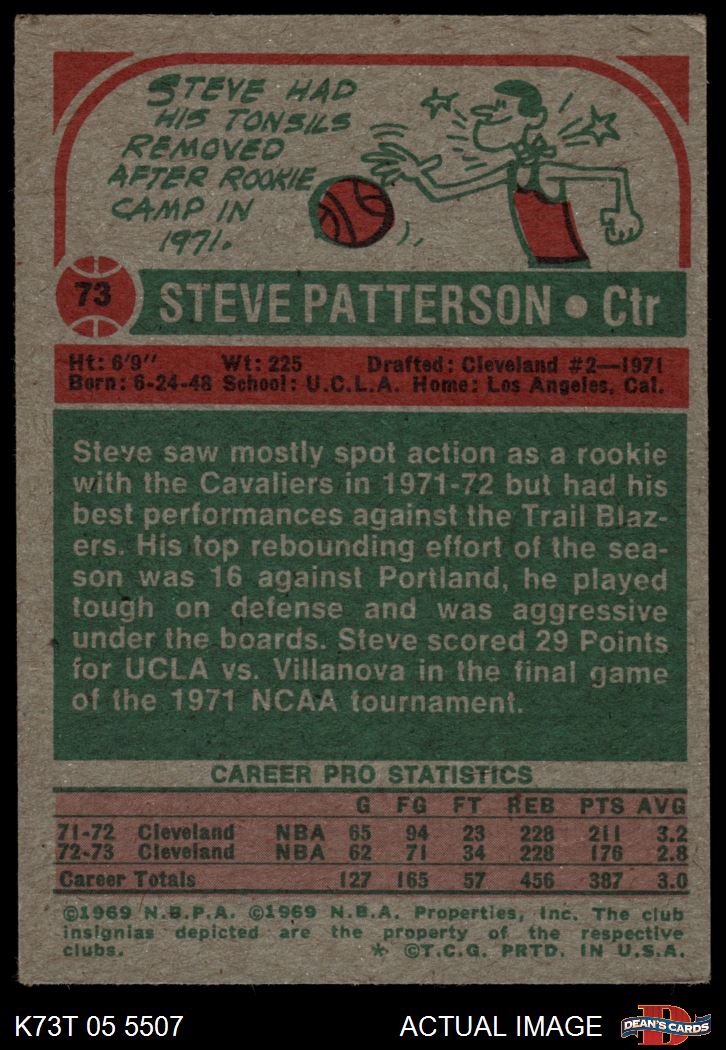 STEVE HAD
HIS TONSILS
REMOVED
AFTER ROOKIE
CAMP IN
1971.
73
STEVE PATTERSON • Ctr
Ht: 6'9" Wt: 225 Drafted: Cleveland #2—1971
Born: 6-24-48 School: U.C.L.A. Home: Los Angeles, Cal.
Steve saw mostly spot action as a rookie
with the Cavaliers in 1971-72 but had his
best performances against the Trail Blaz-
ers. His top rebounding effort of the sea-
son was 16 against Portland, he played
tough on defense and was aggressive
under the boards. Steve scored 29 Points
for UCLA vs. Villanova in the final game
of the 1971 NCAA tournament.
CAREER PRO STATISTICS
G FG FT REB PTS AVG
71-72 Cleveland NBA 65 94 23 228 211 3.2
72-73 Cleveland NBA 62 71 34 228 176 2.8
Career Totals 127 165 57 456 387 3.0
©1969 N.B.P.A. ©1969 N.B.A. Properties, Inc. The club
insignias depicted are the property of the respective
clubs. * ©T.C.G. PRTD. IN U.S.A.
K73T 05 5507 ACTUAL IMAGE
D
DEAN'S CARDS